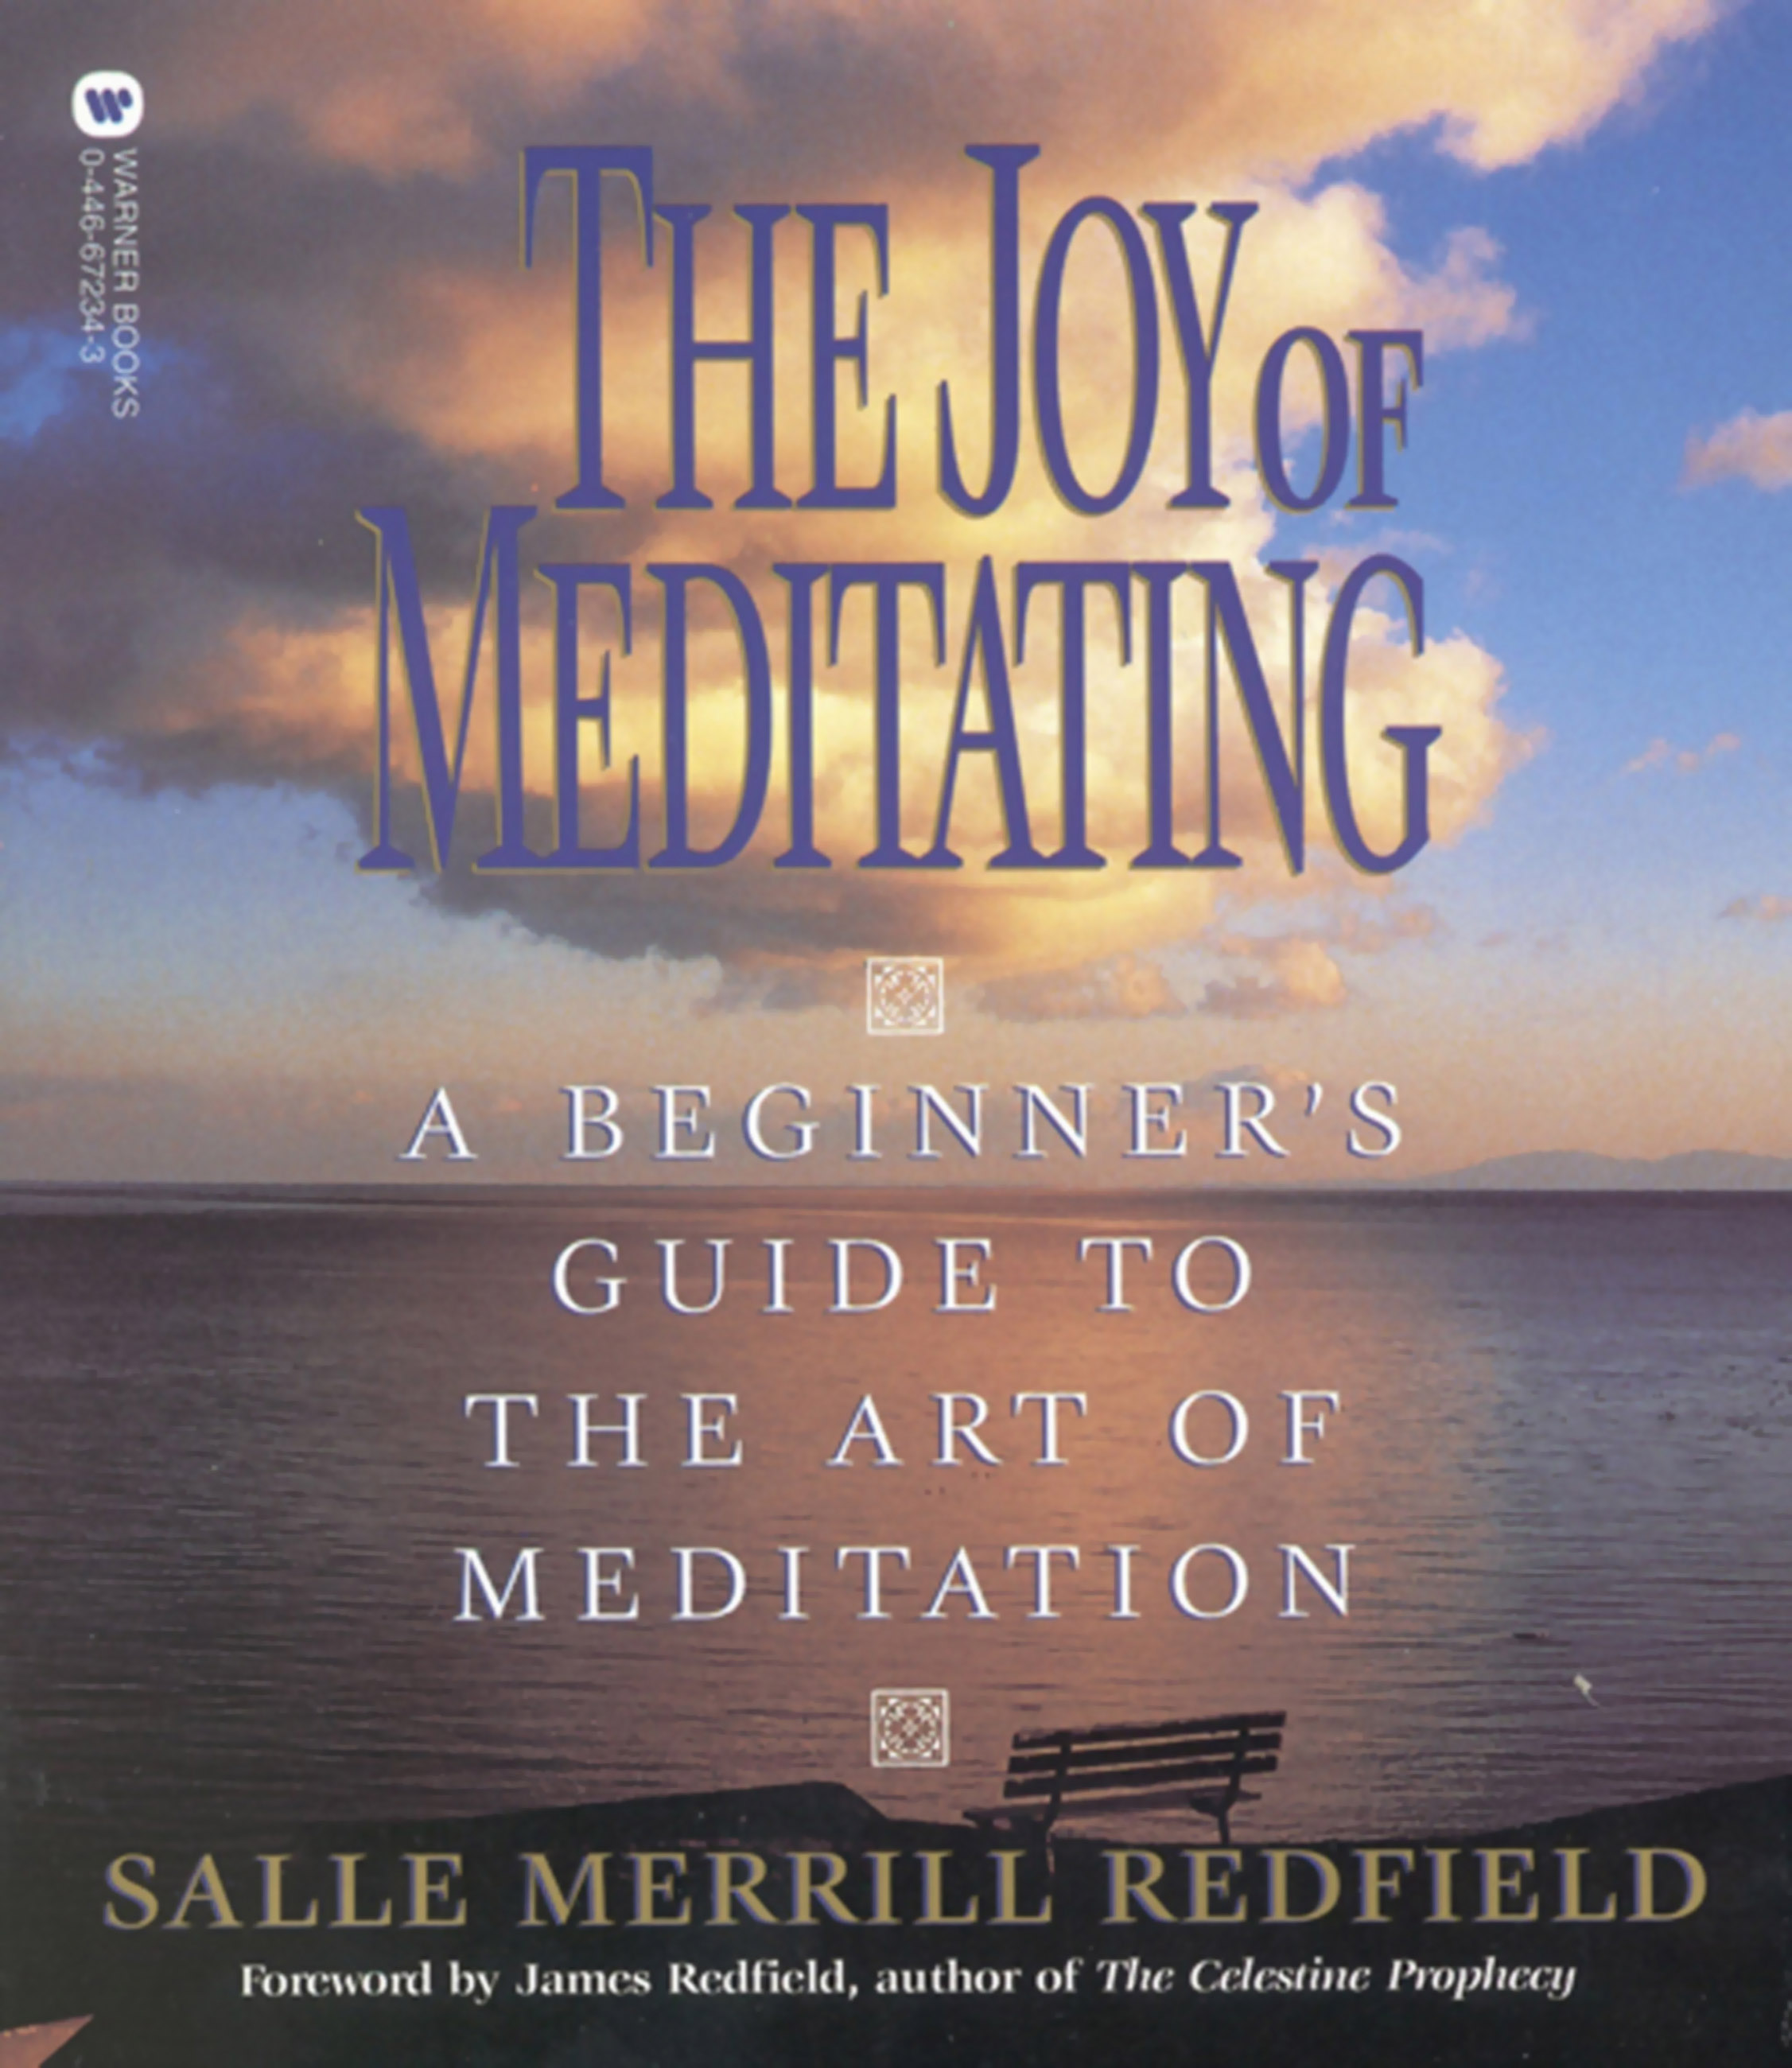 WARNER BOOKS
0-446-67234-3
THE JOY OF
MEDITATING
A BEGINNER'S
GUIDE TO
THE ART OF
MEDITATION
SALLE MERRILL REDFIELD
Foreword by James Redfield, author of The Celestine Prophecy